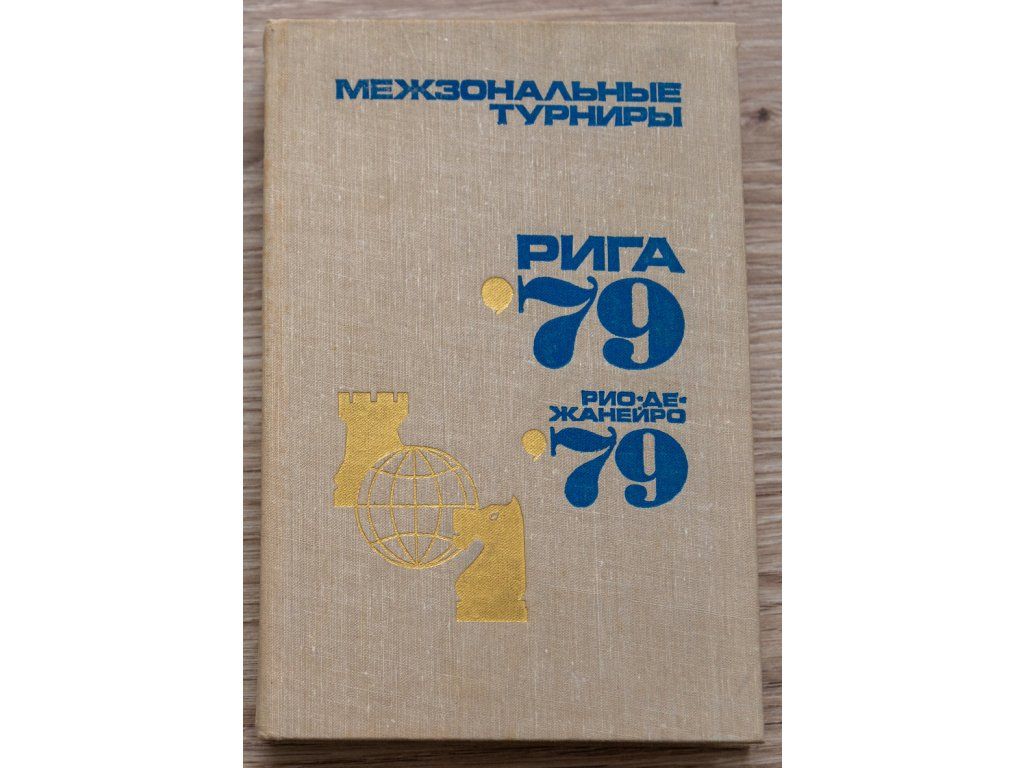 МЕЖЗОНАЛЬНЫЕ
ТУРНИРЫ
РИГА
'79
РИО-ДЕ-
ЖАНЕЙРО
'79